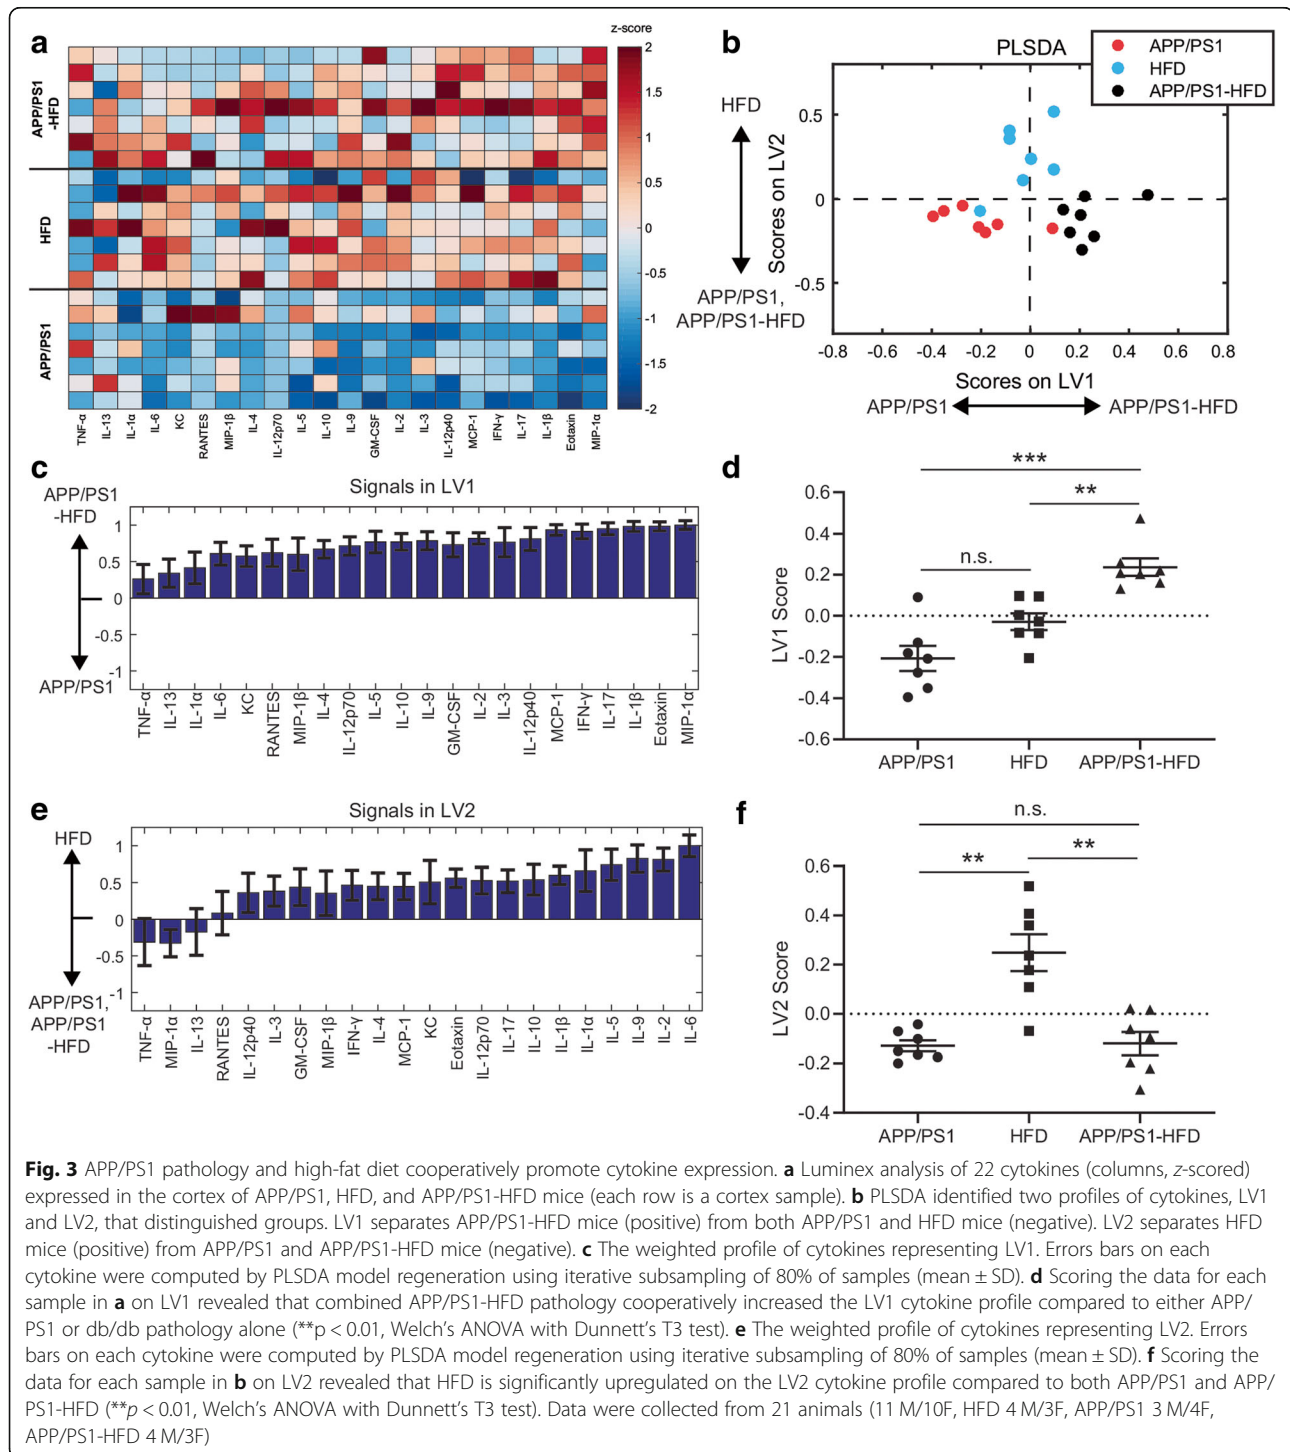 a
z-score
2
1.5
1
0.5
0
-0.5
-1
-1.5
-2
APP/PS1
-HFD
HFD
APP/PS1
TNF-α
IL-13
IL-1α
IL-6
KC
RANTES
MIP-1β
IL-4
IL-12p70
IL-5
IL-10
IL-9
GM-CSF
IL-2
IL-3
IL-12p40
MCP-1
IFN-γ
IL-17
IL-1β
Eotaxin
MIP-1α
b
PLSDA
APP/PS1
HFD
APP/PS1-HFD
HFD
APP/PS1,
APP/PS1-HFD
Scores on LV2
0.5
0
-0.5
-0.8
-0.6
-0.4
-0.2
0
0.2
0.4
0.6
0.8
Scores on LV1
APP/PS1
APP/PS1-HFD
c
Signals in LV1
APP/PS1
-HFD
APP/PS1
1
0.5
0
-0.5
-1
TNF-α
IL-13
IL-1α
IL-6
KC
RANTES
MIP-1β
IL-4
IL-12p70
IL-5
IL-10
IL-9
GM-CSF
IL-2
IL-3
IL-12p40
MCP-1
IFN-γ
IL-17
IL-1β
Eotaxin
MIP-1α
d
***
**
n.s.
LV1 Score
0.6
0.4
0.2
0.0
-0.2
-0.4
-0.6
APP/PS1
HFD
APP/PS1-HFD
e
Signals in LV2
HFD
APP/PS1,
APP/PS1
-HFD
1
0.5
0
-0.5
-1
TNF-α
MIP-1α
IL-13
RANTES
IL-12p40
IL-3
GM-CSF
MIP-1β
IFN-γ
IL-4
MCP-1
KC
Eotaxin
IL-12p70
IL-17
IL-10
IL-1β
IL-1α
IL-5
IL-9
IL-2
IL-6
f
n.s.
**
**
LV2 Score
0.6
0.4
0.2
0.0
-0.2
-0.4
APP/PS1
HFD
APP/PS1-HFD
Fig. 3 APP/PS1 pathology and high-fat diet cooperatively promote cytokine expression. a Luminex analysis of 22 cytokines (columns, z-scored)
expressed in the cortex of APP/PS1, HFD, and APP/PS1-HFD mice (each row is a cortex sample). b PLSDA identified two profiles of cytokines, LV1
and LV2, that distinguished groups. LV1 separates APP/PS1-HFD mice (positive) from both APP/PS1 and HFD mice (negative). LV2 separates HFD
mice (positive) from APP/PS1 and APP/PS1-HFD mice (negative). c The weighted profile of cytokines representing LV1. Errors bars on each
cytokine were computed by PLSDA model regeneration using iterative subsampling of 80% of samples (mean ± SD). d Scoring the data for each
sample in a on LV1 revealed that combined APP/PS1-HFD pathology cooperatively increased the LV1 cytokine profile compared to either APP/
PS1 or db/db pathology alone (**p < 0.01, Welch's ANOVA with Dunnett's T3 test). e The weighted profile of cytokines representing LV2. Errors
bars on each cytokine were computed by PLSDA model regeneration using iterative subsampling of 80% of samples (mean ± SD). f Scoring the
data for each sample in b on LV2 revealed that HFD is significantly upregulated on the LV2 cytokine profile compared to both APP/PS1 and APP/
PS1-HFD (**p < 0.01, Welch's ANOVA with Dunnett's T3 test). Data were collected from 21 animals (11 M/10F, HFD 4 M/3F, APP/PS1 3 M/4F,
APP/PS1-HFD 4 M/3F)